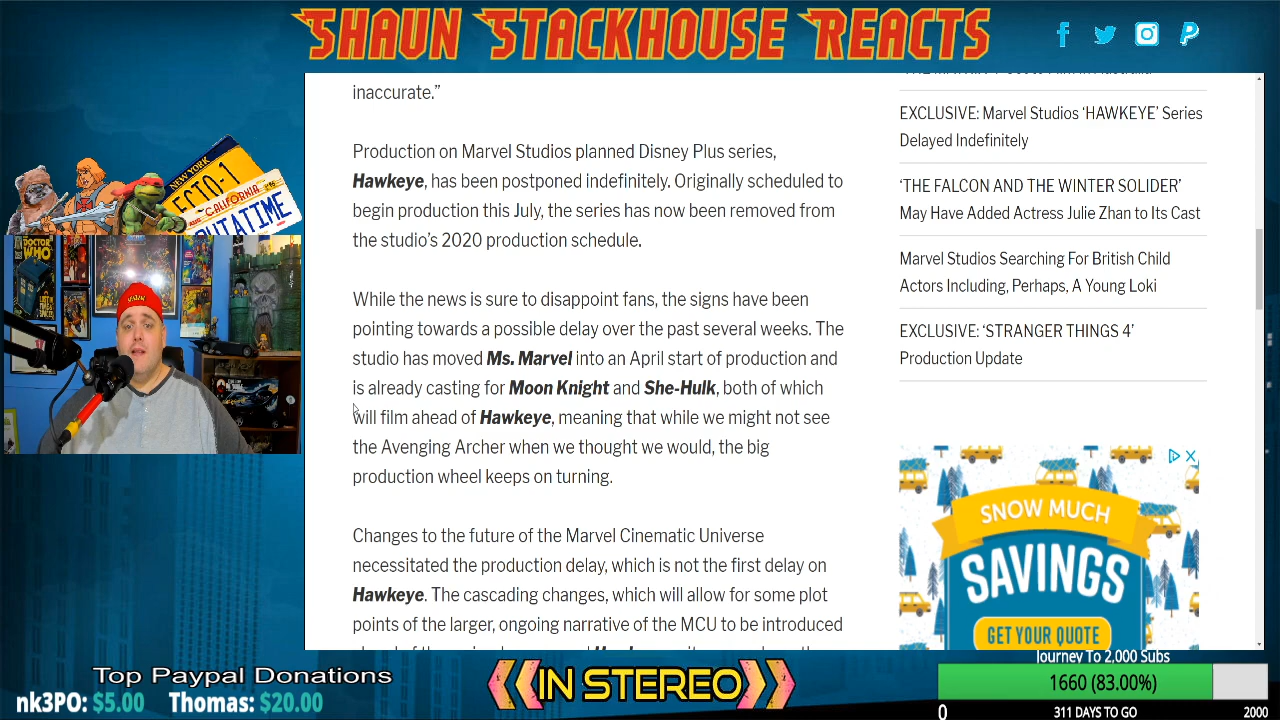 SHAUN STACKHOUSE REACTS
inaccurate.”
Production on Marvel Studios planned Disney Plus series,
Hawkeye, has been postponed indefinitely. Originally scheduled to
begin production this July, the series has now been removed from
the studio’s 2020 production schedule.
While the news is sure to disappoint fans, the signs have been
pointing towards a possible delay over the past several weeks. The
studio has moved Ms. Marvel into an April start of production and
is already casting for Moon Knight and She-Hulk, both of which
will film ahead of Hawkeye, meaning that while we might not see
the Avenging Archer when we thought we would, the big
production wheel keeps on turning.
Changes to the future of the Marvel Cinematic Universe
necessitated the production delay, which is not the first delay on
Hawkeye. The cascading changes, which will allow for some plot
points of the larger, ongoing narrative of the MCU to be introduced
EXCLUSIVE: Marvel Studios ‘HAWKEYE’ Series
Delayed Indefinitely
‘THE FALCON AND THE WINTER SOLIDER’
May Have Added Actress Julie Zhan to Its Cast
Marvel Studios Searching For British Child
Actors Including, Perhaps, A Young Loki
EXCLUSIVE: ‘STRANGER THINGS 4’
Production Update
SNOW MUCH
SAVINGS
GET YOUR QUOTE
NEW YORK
ECTO-1
CALIFORNIA
OUTATIME
DOCTOR
WHO
Top Paypal Donations
nk3PO: $5.00 Thomas: $20.00
IN STEREO
Journey To 2,000 Subs
1660 (83.00%)
0 311 DAYS TO GO 2000